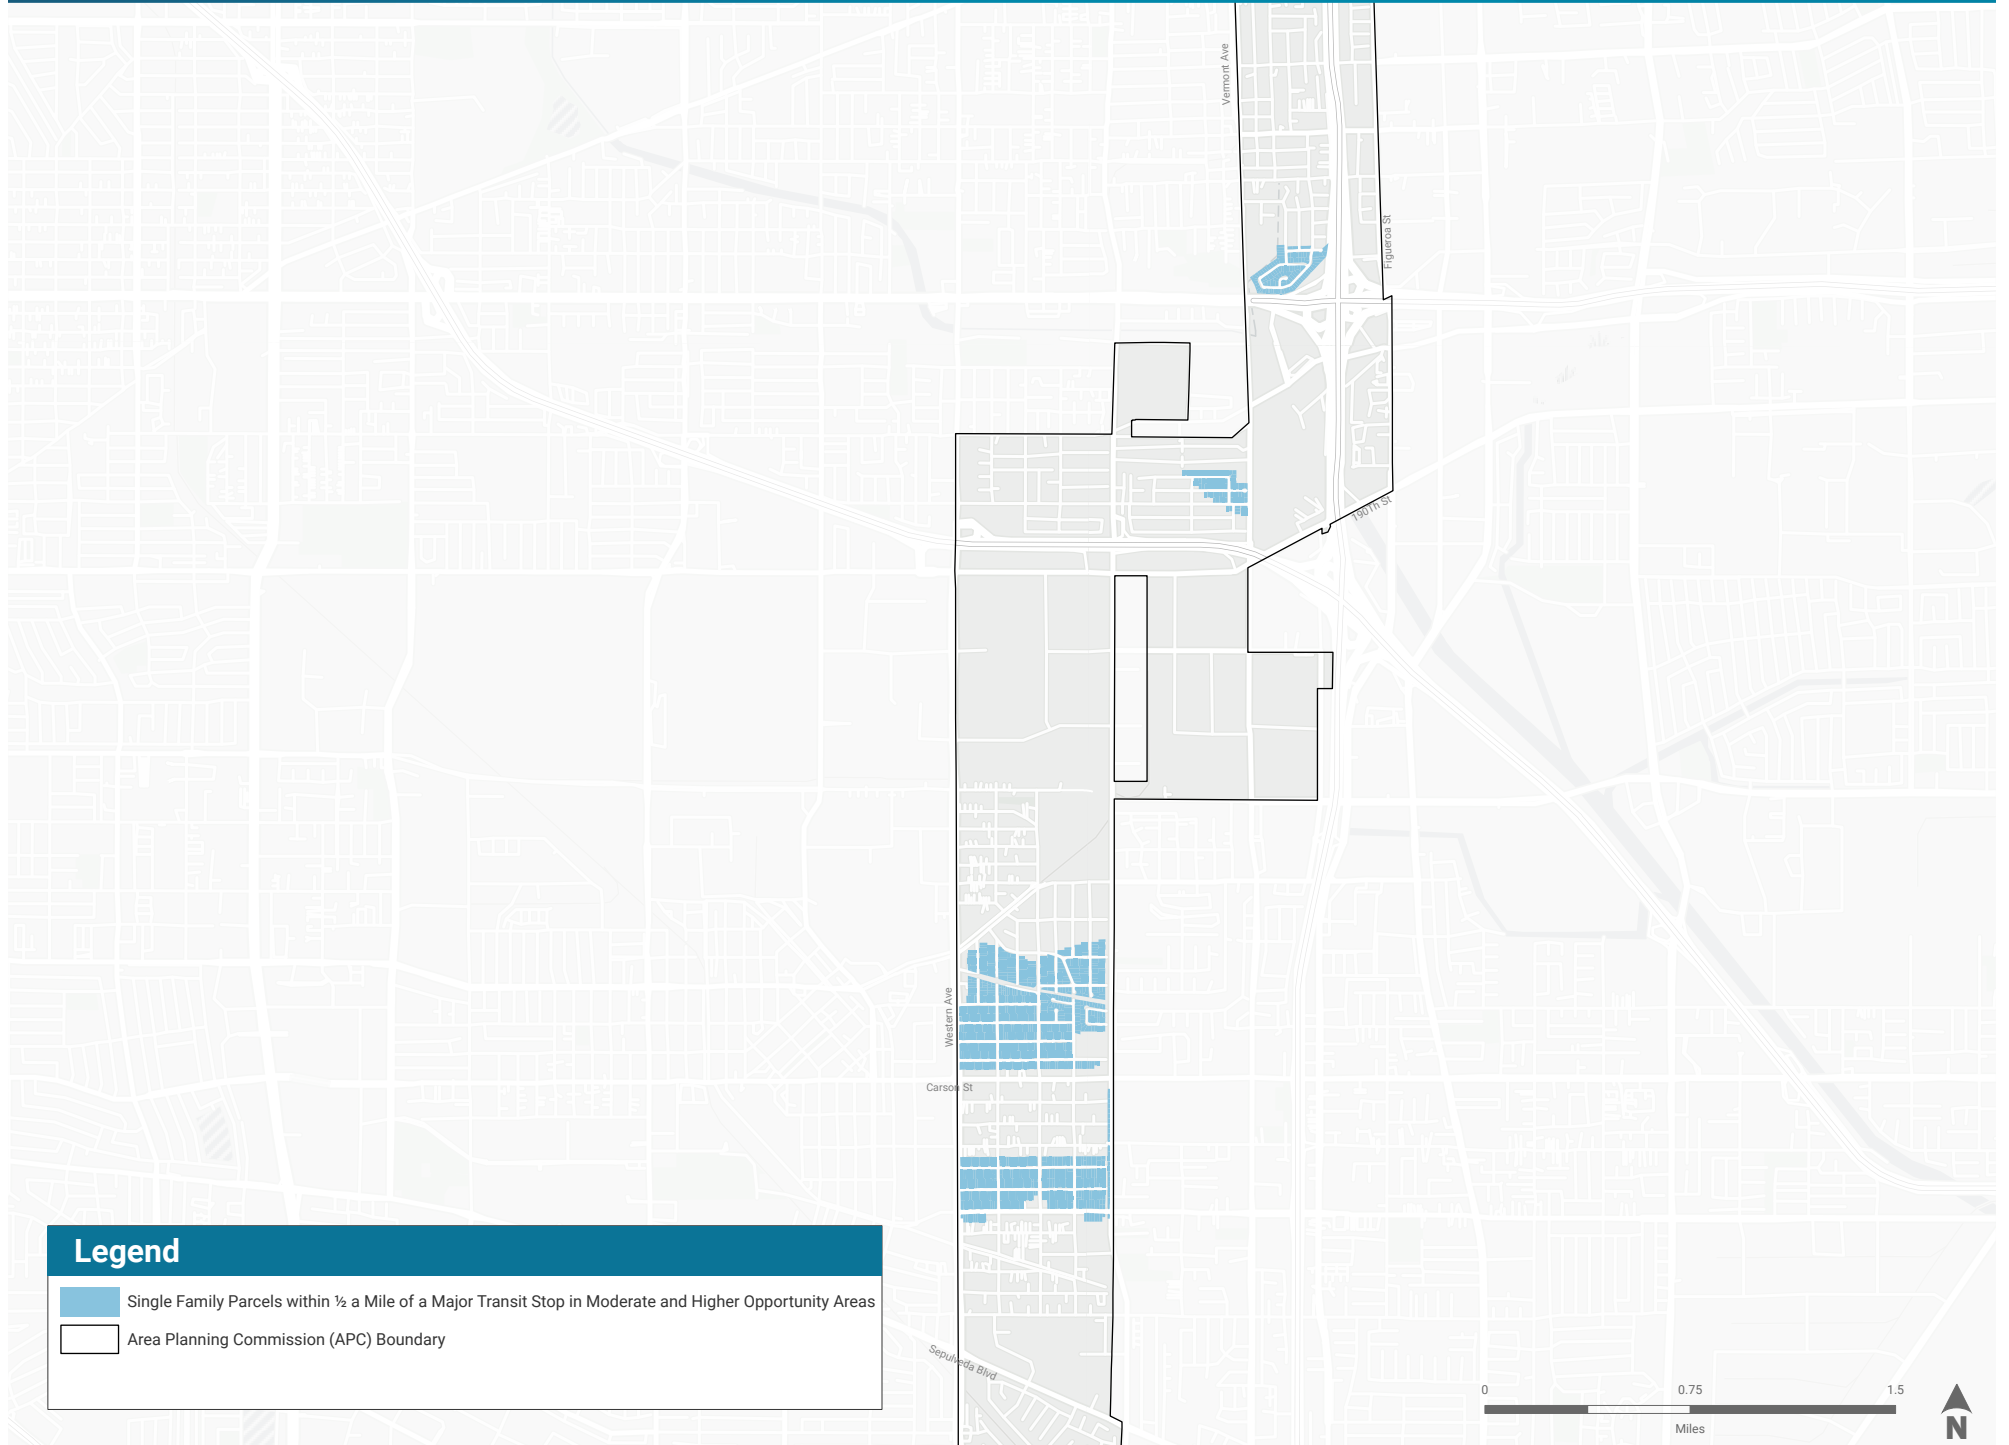 Vermont Ave
Figueroa St
190Th St
Western Ave
Carson St
Sepulveda Blvd
Legend
Single Family Parcels within ½ a Mile of a Major Transit Stop in Moderate and Higher Opportunity Areas
Area Planning Commission (APC) Boundary
0 0.75 1.5
Miles
N